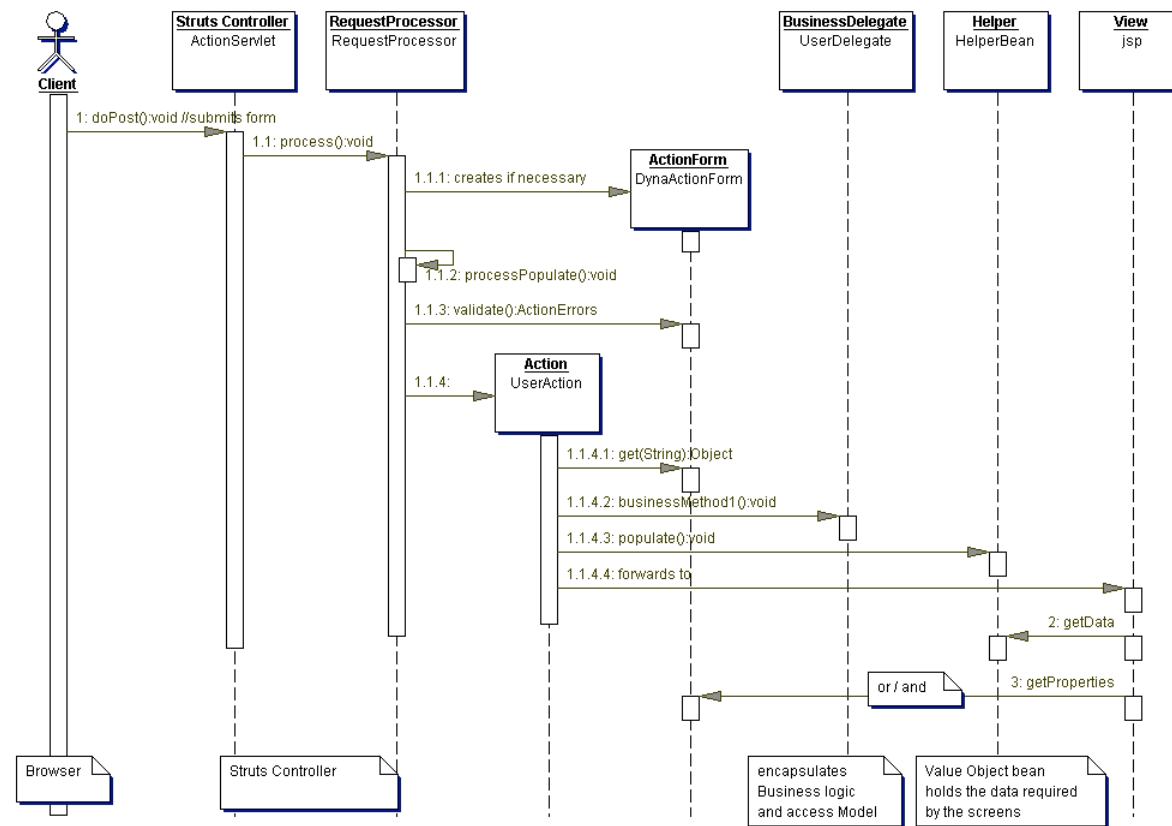 Struts Controller
ActionServlet
RequestProcessor
RequestProcessor
BusinessDelegate
UserDelegate
Helper
HelperBean
View
jsp
Client
1: doPost():void //submits form
1.1: process():void
ActionForm
DynaActionForm
1.1.1: creates if necessary
1.1.2: processPopulate():void
1.1.3: validate():ActionErrors
Action
UserAction
1.1.4:
1.1.4.1: get(String):Object
1.1.4.2: businessMethod1():void
1.1.4.3: populate():void
1.1.4.4: forwards to
2: getData
or / and
3: getProperties
Browser
Struts Controller
encapsulates
Business logic
and access Model
Value Object bean
holds the data required
by the screens